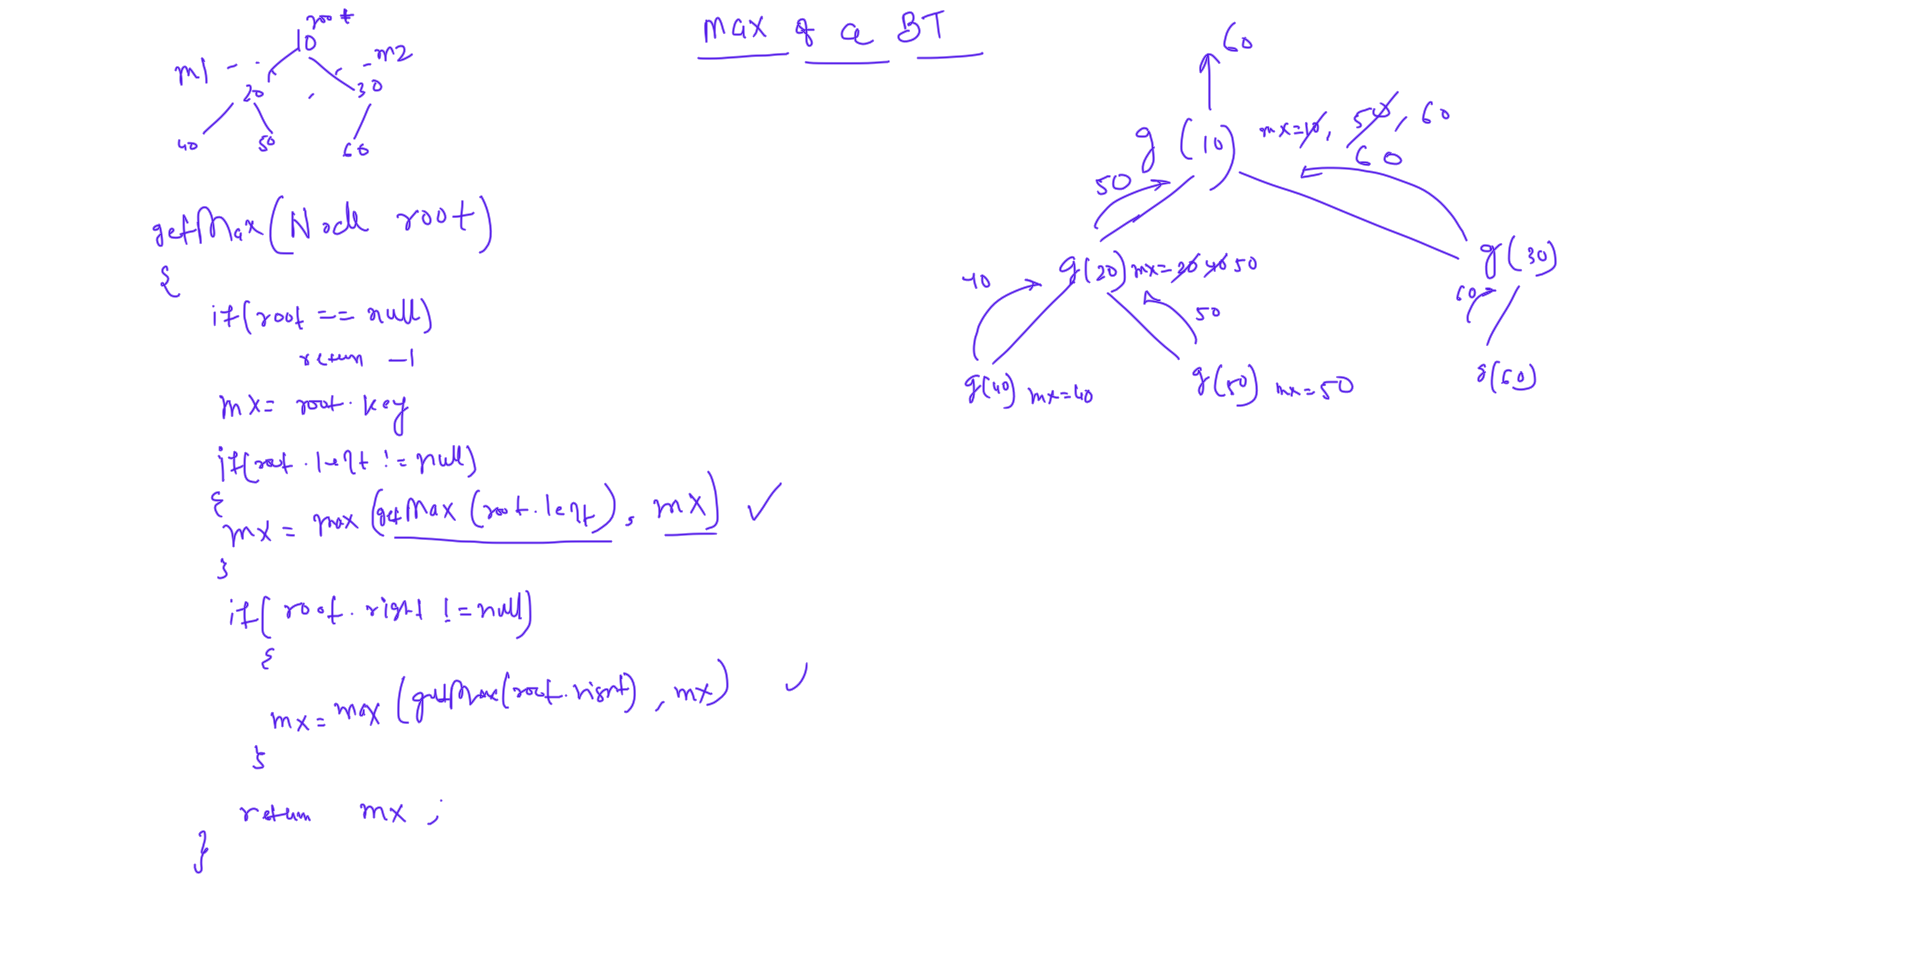 max of a BT
root
10
m1 - -
- m2
20
30
40
50
60
getMax(Node root)
{
if(root == null)
return -1
mx= root.key
if(root.left != null)
{
mx = max (getMax (root.left), mx) ✓
}
if( root.right != null)
{
mx = max (getMax(root.right), mx) ✓
}
return mx ;
}
60
g(10) mx=10, 50, 60
50
60
g(20) mx=20 40 50
g(30)
40
50
60
g(40) mx=40
g(50) mx=50
g(60)